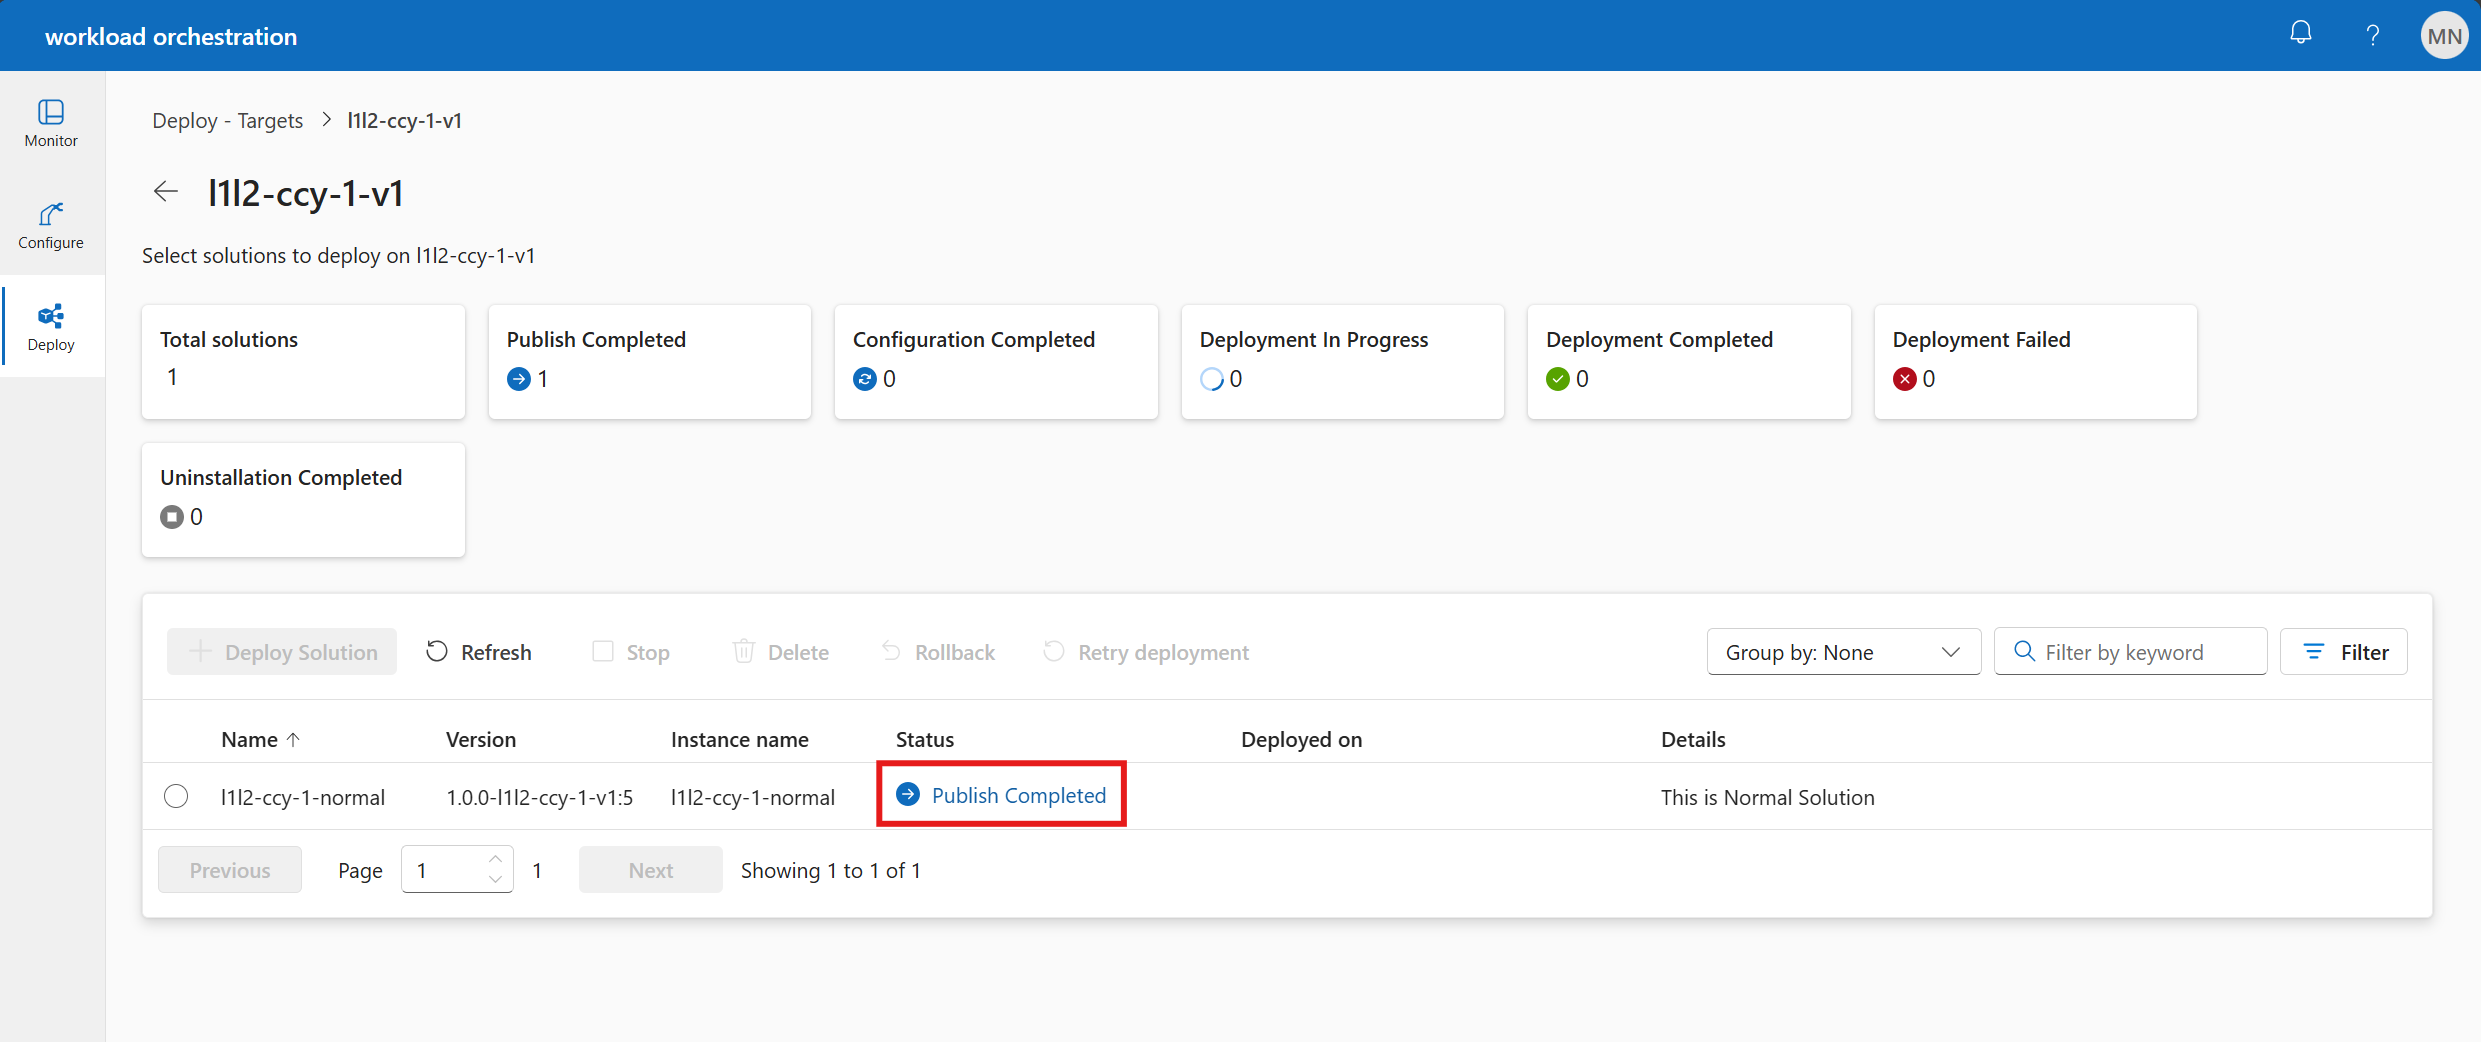 workload orchestration
MN
Monitor
Configure
Deploy
Deploy - Targets > l1l2-ccy-1-v1
l1l2-ccy-1-v1
Select solutions to deploy on l1l2-ccy-1-v1
Total solutions
1
Publish Completed
1
Configuration Completed
0
Deployment In Progress
0
Deployment Completed
0
Deployment Failed
0
Uninstallation Completed
0
Deploy Solution Refresh Stop Delete Rollback Retry deployment Group by: None Filter by keyword Filter
Name Version Instance name Status Deployed on Details
l1l2-ccy-1-normal 1.0.0-l1l2-ccy-1-v1:5 l1l2-ccy-1-normal Publish Completed This is Normal Solution
Previous Page 1 1 Next Showing 1 to 1 of 1